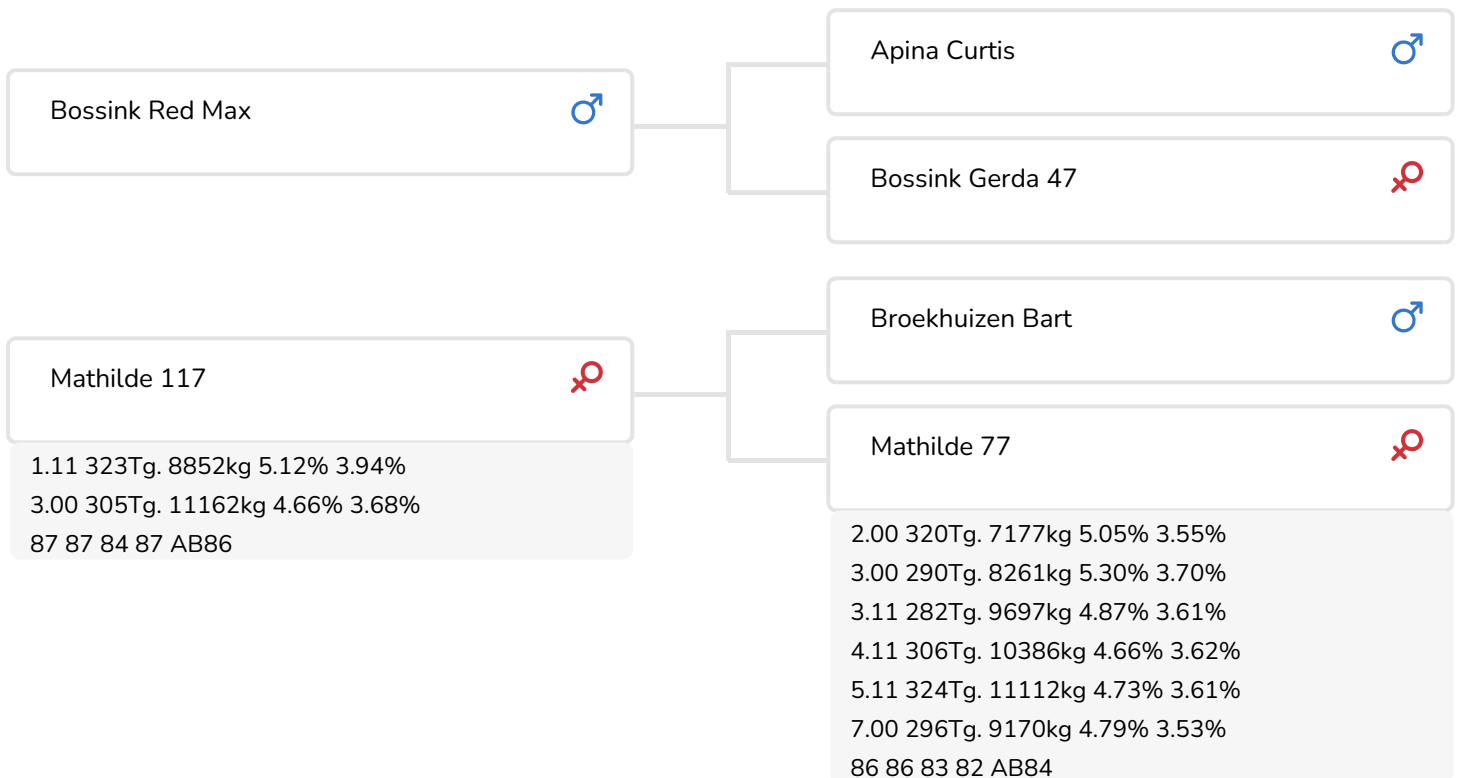 Apina Curtis
Bossink Red Max
Bossink Gerda 47
Broekhuizen Bart
Mathilde 117
1.11 323Tg. 8852kg 5.12% 3.94%
3.00 305Tg. 11162kg 4.66% 3.68%
87 87 84 87 AB86
Mathilde 77
2.00 320Tg. 7177kg 5.05% 3.55%
3.00 290Tg. 8261kg 5.30% 3.70%
3.11 282Tg. 9697kg 4.87% 3.61%
4.11 306Tg. 10386kg 4.66% 3.62%
5.11 324Tg. 11112kg 4.73% 3.61%
7.00 296Tg. 9170kg 4.79% 3.53%
86 86 83 82 AB84